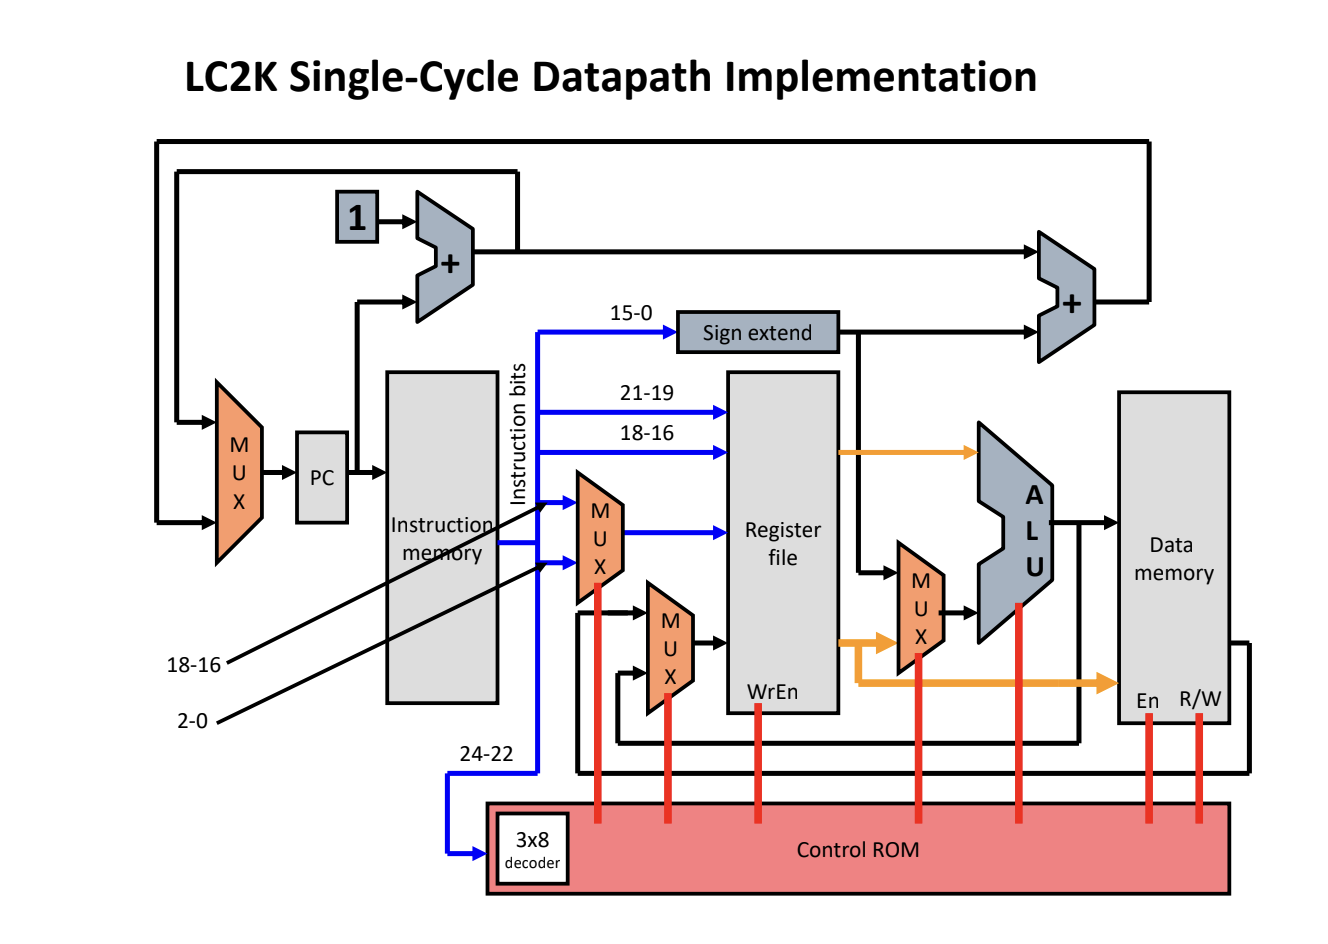 LC2K Single-Cycle Datapath Implementation
1
+
+
15-0
Sign extend
Instruction bits
21-19
18-16
M
U
X
PC
Instruction
memory
M
U
X
Register
file
WrEn
M
U
X
M
U
X
A
L
U
Data
memory
En
R/W
18-16
2-0
24-22
3x8
decoder
Control ROM